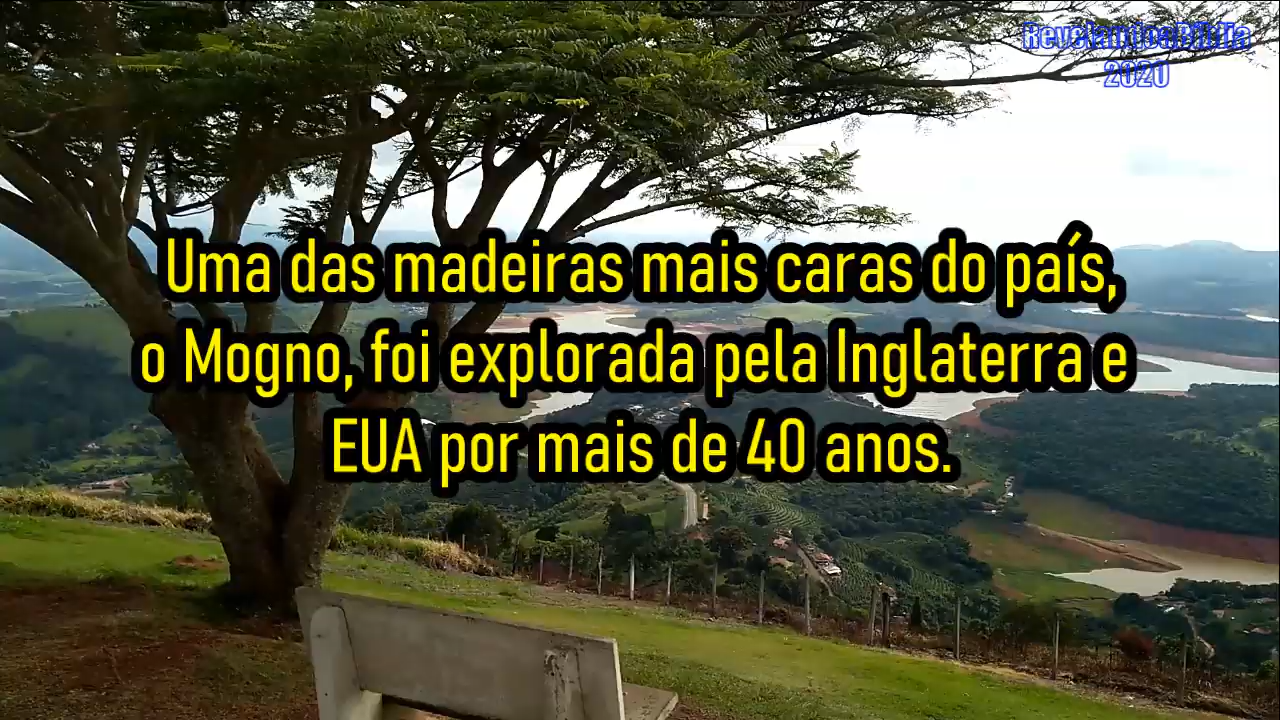 RevelandoaBiblia
2020
Uma das madeiras mais caras do país,
o Mogno, foi explorada pela Inglaterra e
EUA por mais de 40 anos.